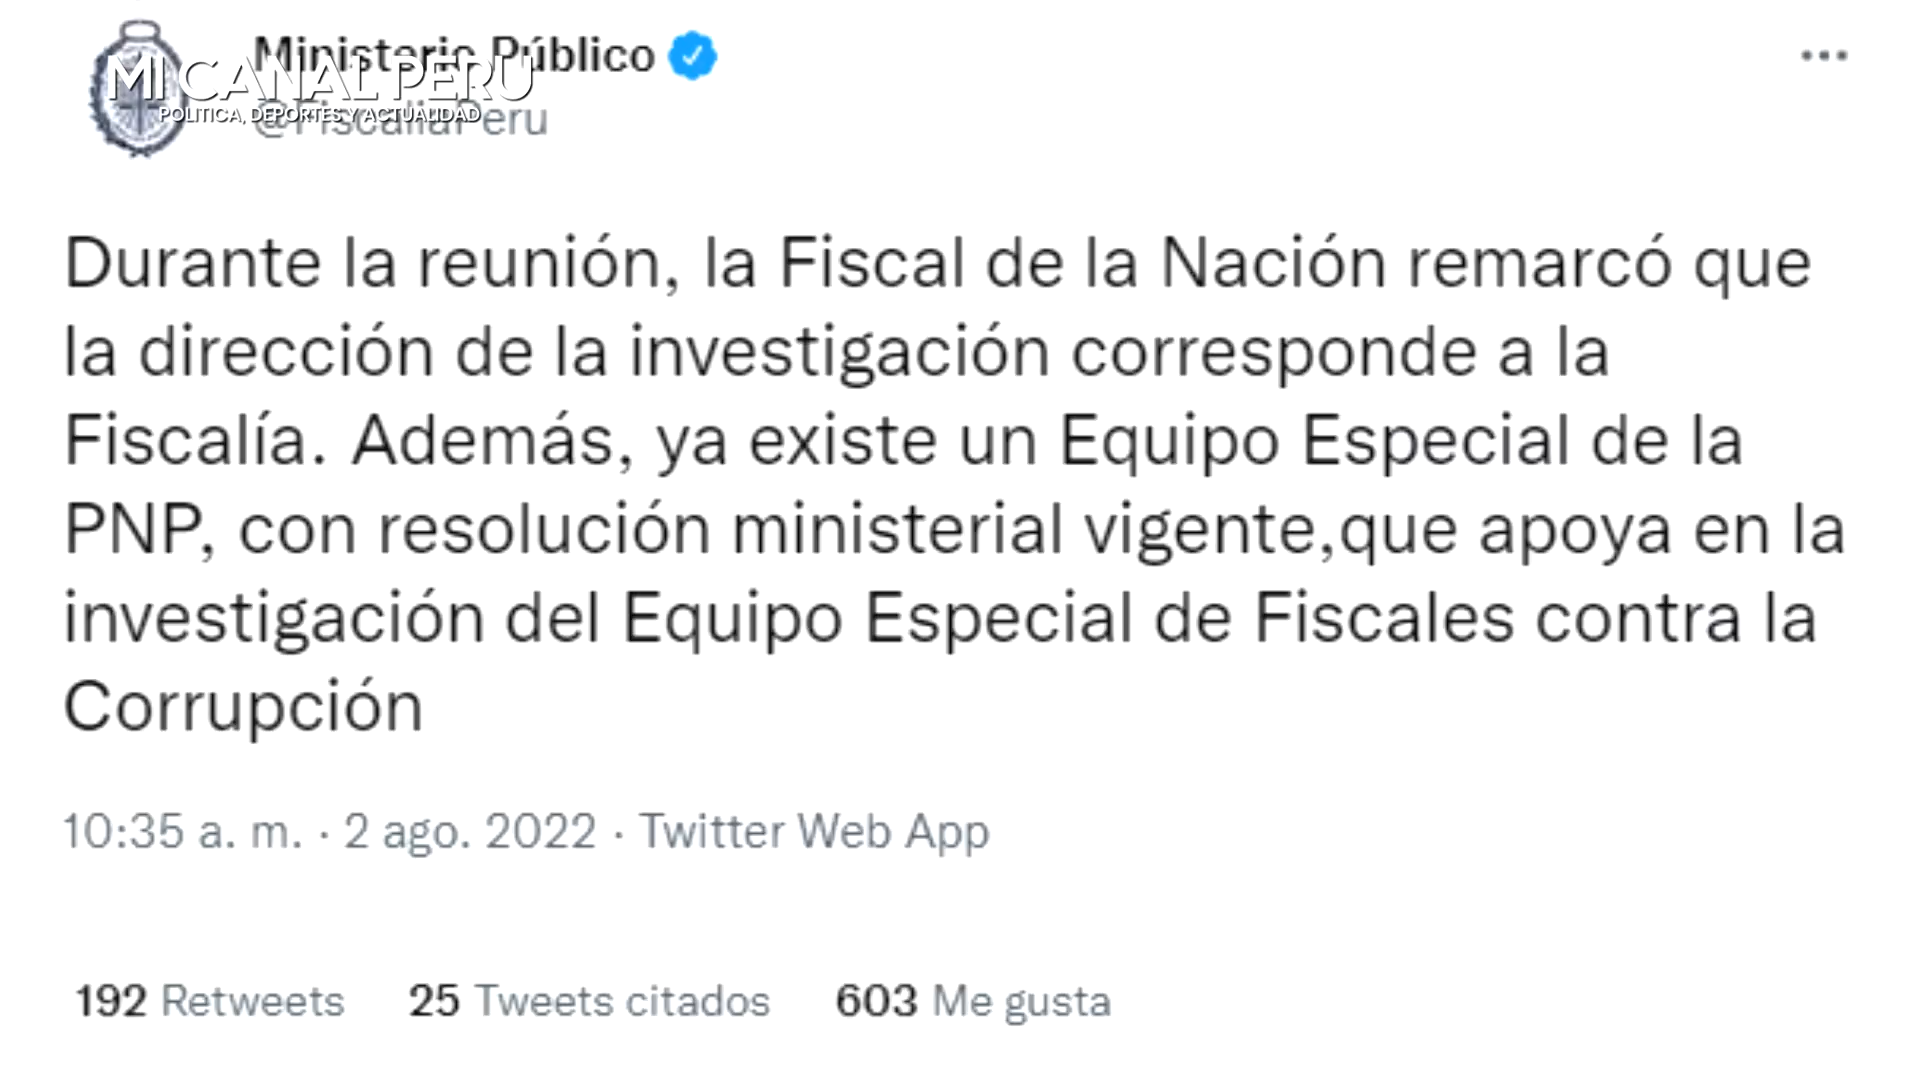 Ministerio Público
MI CANAL PERU
POLITICA, DEPORTES Y ACTUALIDAD
@FiscaliaPeru
Durante la reunión, la Fiscal de la Nación remarcó que
la dirección de la investigación corresponde a la
Fiscalía. Además, ya existe un Equipo Especial de la
PNP, con resolución ministerial vigente,que apoya en la
investigación del Equipo Especial de Fiscales contra la
Corrupción
10:35 a. m. · 2 ago. 2022 · Twitter Web App
192 Retweets 25 Tweets citados 603 Me gusta